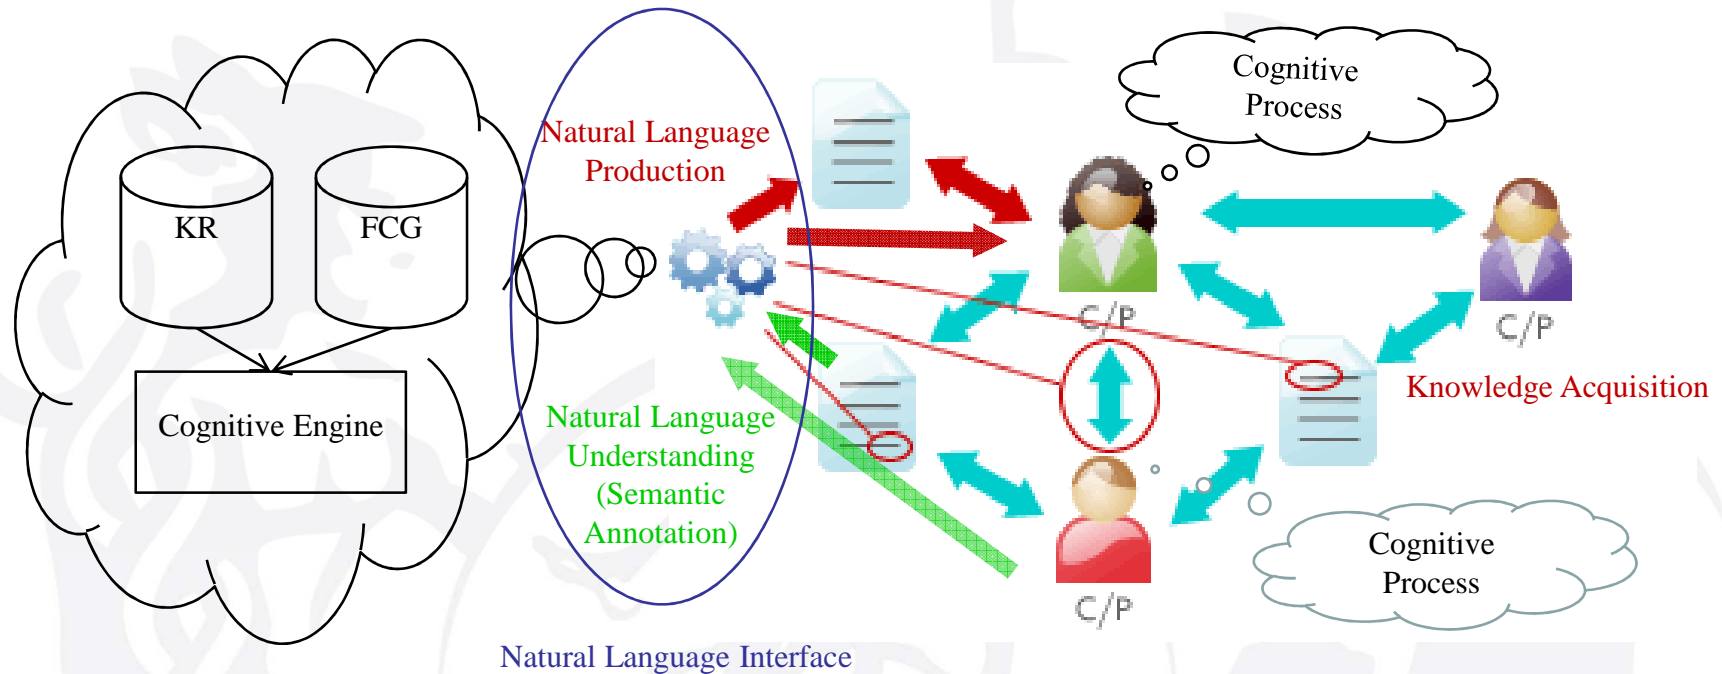 Cognitive
Process
Natural Language
Production
KR
FCG
C/P
C/P
Knowledge Acquisition
Cognitive Engine
Natural Language
Understanding
(Semantic
Annotation)
Cognitive
Process
C/P
Natural Language Interface